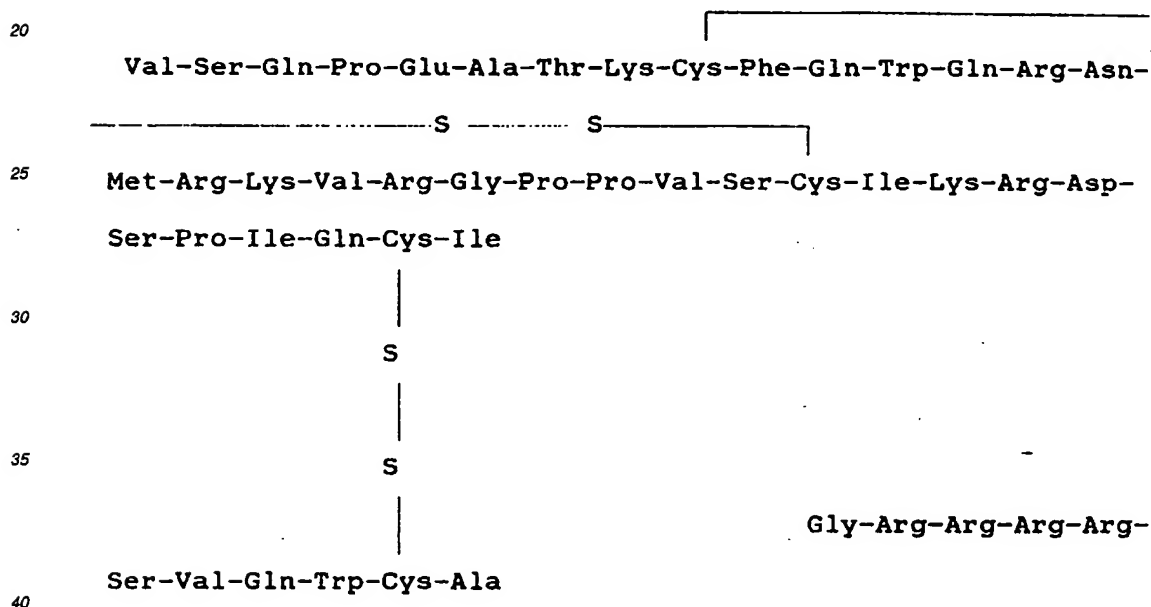 20
Val-Ser-Gln-Pro-Glu-Ala-Thr-Lys-Cys-Phe-Gln-Trp-Gln-Arg-Asn-
S S
25
Met-Arg-Lys-Val-Arg-Gly-Pro-Pro-Val-Ser-Cys-Ile-Lys-Arg-Asp-
Ser-Pro-Ile-Gln-Cys-Ile
30
S
35
S
Gly-Arg-Arg-Arg-Arg-
Ser-Val-Gln-Trp-Cys-Ala
40